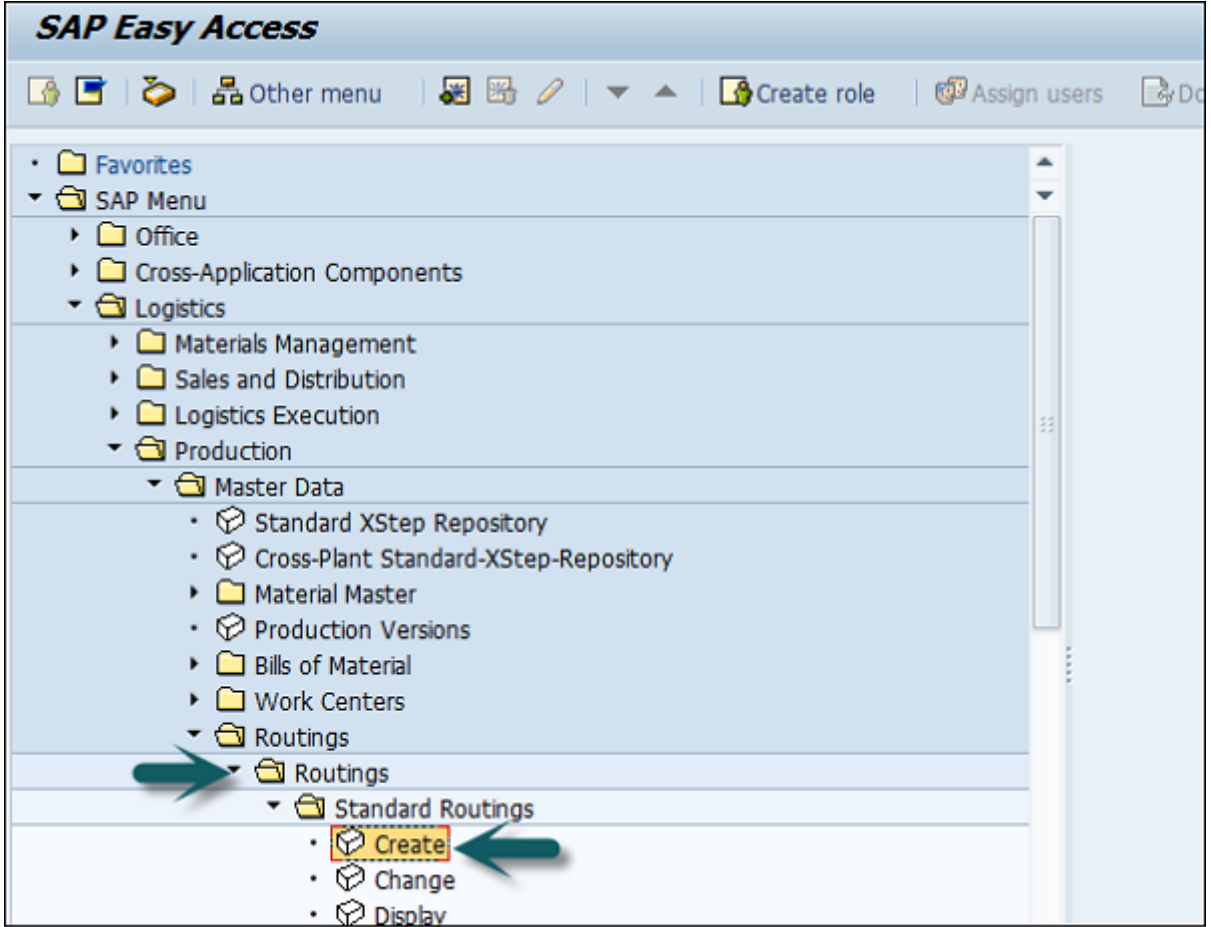 SAP Easy Access
Other menu Create role Assign users Do
Favorites
SAP Menu
Office
Cross-Application Components
Logistics
Materials Management
Sales and Distribution
Logistics Execution
Production
Master Data
Standard XStep Repository
Cross-Plant Standard-XStep-Repository
Material Master
Production Versions
Bills of Material
Work Centers
Routings
Routings
Standard Routings
Create
Change
Display